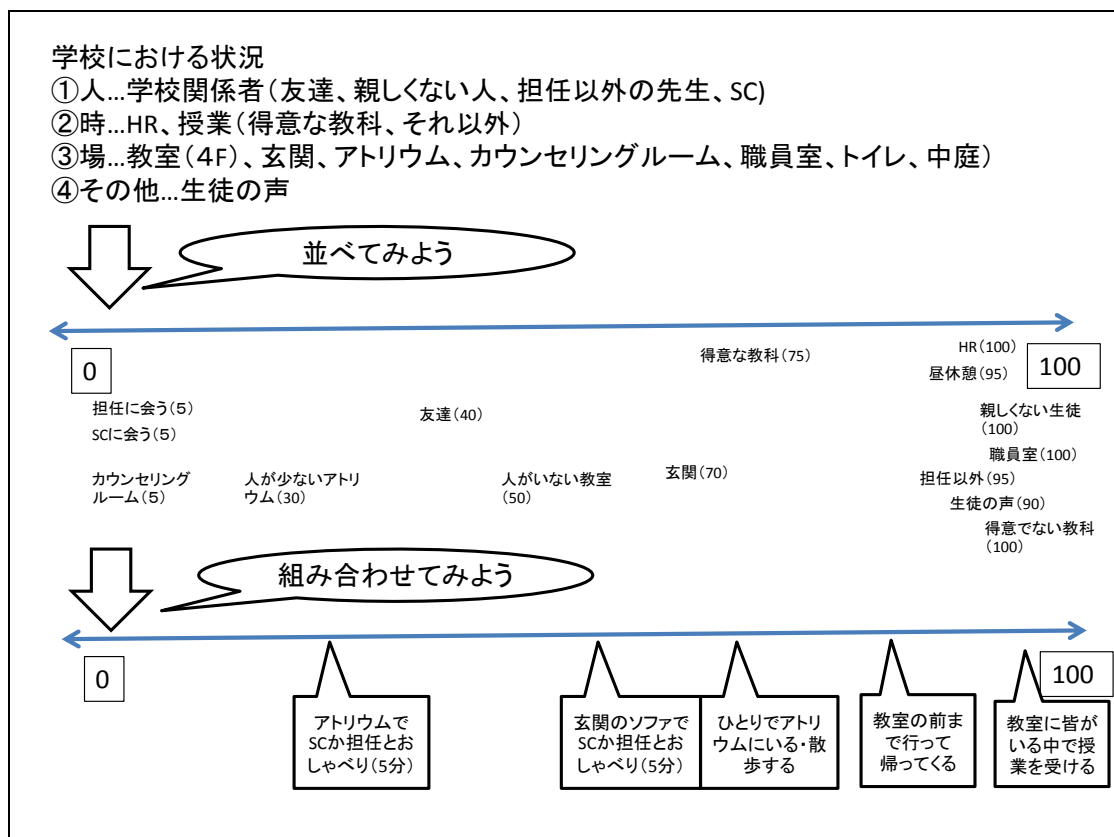 学校における状況
①人…学校関係者(友達、親しくない人、担任以外の先生、SC)
②時…HR、授業(得意な教科、それ以外)
③場…教室(4F)、玄関、アトリウム、カウンセリングルーム、職員室、トイレ、中庭)
④その他…生徒の声
並べてみよう
0
100
得意な教科(75)
HR(100)
昼休憩(95)
担任に会う(5)
SCに会う(5)
友達(40)
親しくない生徒
(100)
職員室(100)
カウンセリング
ルーム(5)
人が少ないアトリ
ウム(30)
人がいない教室
(50)
玄関(70)
担任以外(95)
生徒の声(90)
得意でない教科
(100)
組み合わせてみよう
0
100
アトリウムで
SCか担任とお
しゃべり(5分)
玄関のソファで
SCか担任とお
しゃべり(5分)
ひとりでアトリ
ウムにいる・散
歩する
教室の前ま
で行って
帰ってくる
教室に皆が
いる中で授
業を受ける